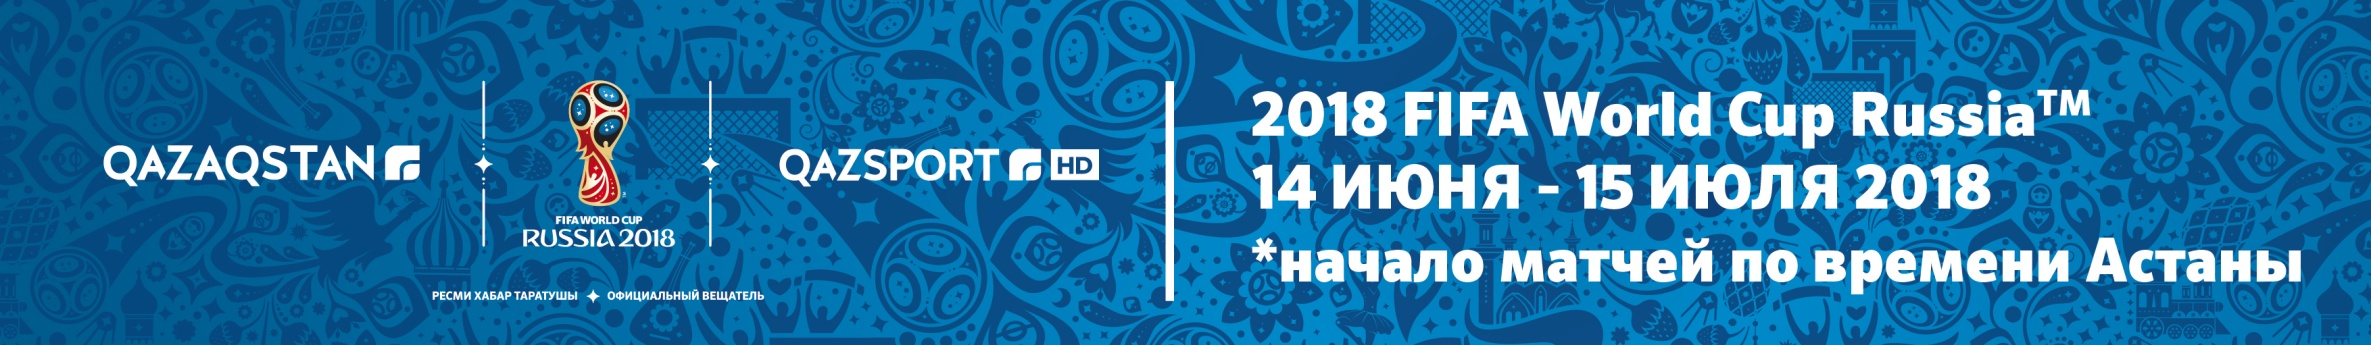 QAZAQSTAN
FIFA WORLD CUP
RUSSIA 2018
QAZSPORT HD
РЕСМИ ХАБАР ТАРАТУШЫ ОФИЦИАЛЬНЫЙ ВЕЩАТЕЛЬ
2018 FIFA World Cup Russia™
14 ИЮНЯ - 15 ИЮЛЯ 2018
*начало матчей по времени Астаны